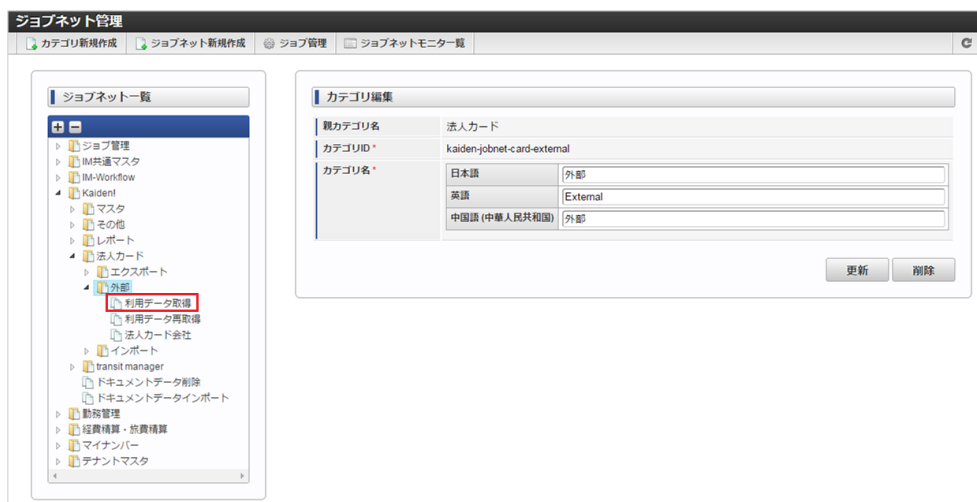 ジョブネット管理
カテゴリ新規作成 ジョブネット新規作成 ジョブ管理 ジョブネットモニタ一覧
ジョブネット一覧
ジョブ管理
IM共通マスタ
IM-Workflow
Kaiden!
マスタ
その他
レポート
法人カード
エクスポート
外部
利用データ取得
利用データ再取得
法人カード会社
インポート
transit manager
ドキュメントデータ削除
ドキュメントデータインポート
勤務管理
経費精算・旅費精算
マイナンバー
テナントマスタ
カテゴリ編集
親カテゴリ名 法人カード
カテゴリID * kaiden-jobnet-card-external
カテゴリ名 *
日本語 外部
英語 External
中国語 (中華人民共和国) 外部
更新 削除